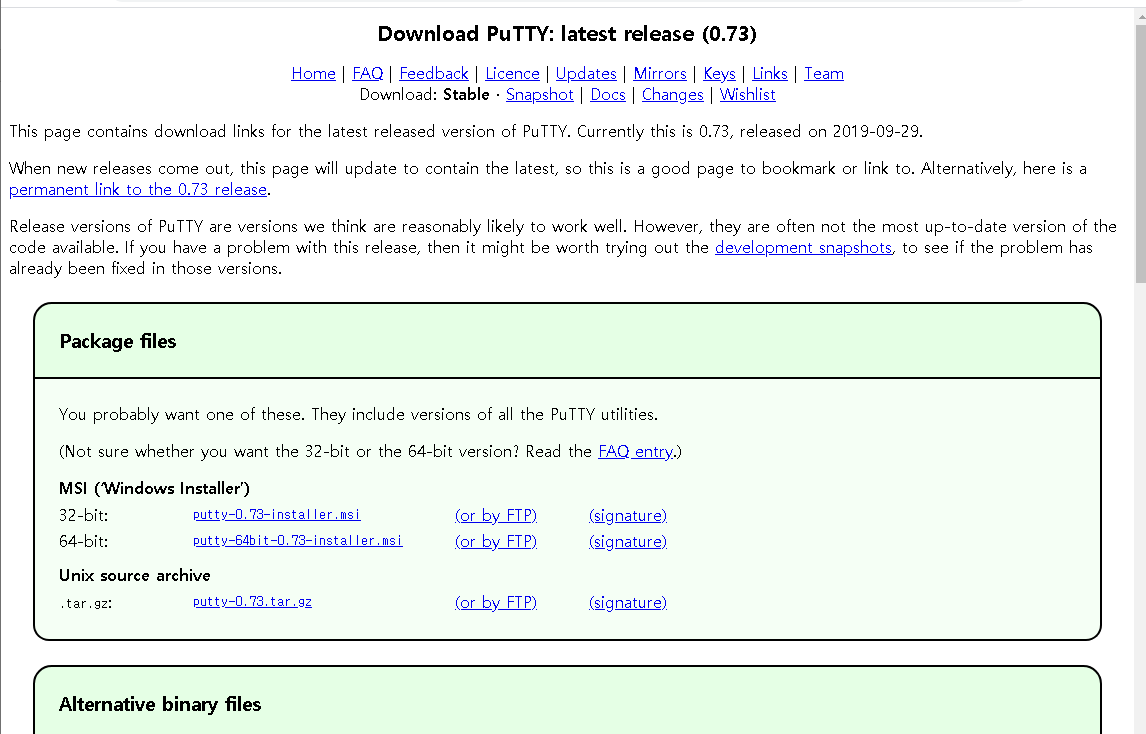 Download PuTTY: latest release (0.73)
Home | FAQ | Feedback | Licence | Updates | Mirrors | Keys | Links | Team
Download: Stable · Snapshot | Docs | Changes | Wishlist
This page contains download links for the latest released version of PuTTY. Currently this is 0.73, released on 2019-09-29.
When new releases come out, this page will update to contain the latest, so this is a good page to bookmark or link to. Alternatively, here is a
permanent link to the 0.73 release.
Release versions of PuTTY are versions we think are reasonably likely to work well. However, they are often not the most up-to-date version of the
code available. If you have a problem with this release, then it might be worth trying out the development snapshots, to see if the problem has
already been fixed in those versions.
Package files
You probably want one of these. They include versions of all the PuTTY utilities.
(Not sure whether you want the 32-bit or the 64-bit version? Read the FAQ entry.)
MSI (‘Windows Installer’)
32-bit: putty-0.73-installer.msi (or by FTP) (signature)
64-bit: putty-64bit-0.73-installer.msi (or by FTP) (signature)
Unix source archive
.tar.gz: putty-0.73.tar.gz (or by FTP) (signature)
Alternative binary files